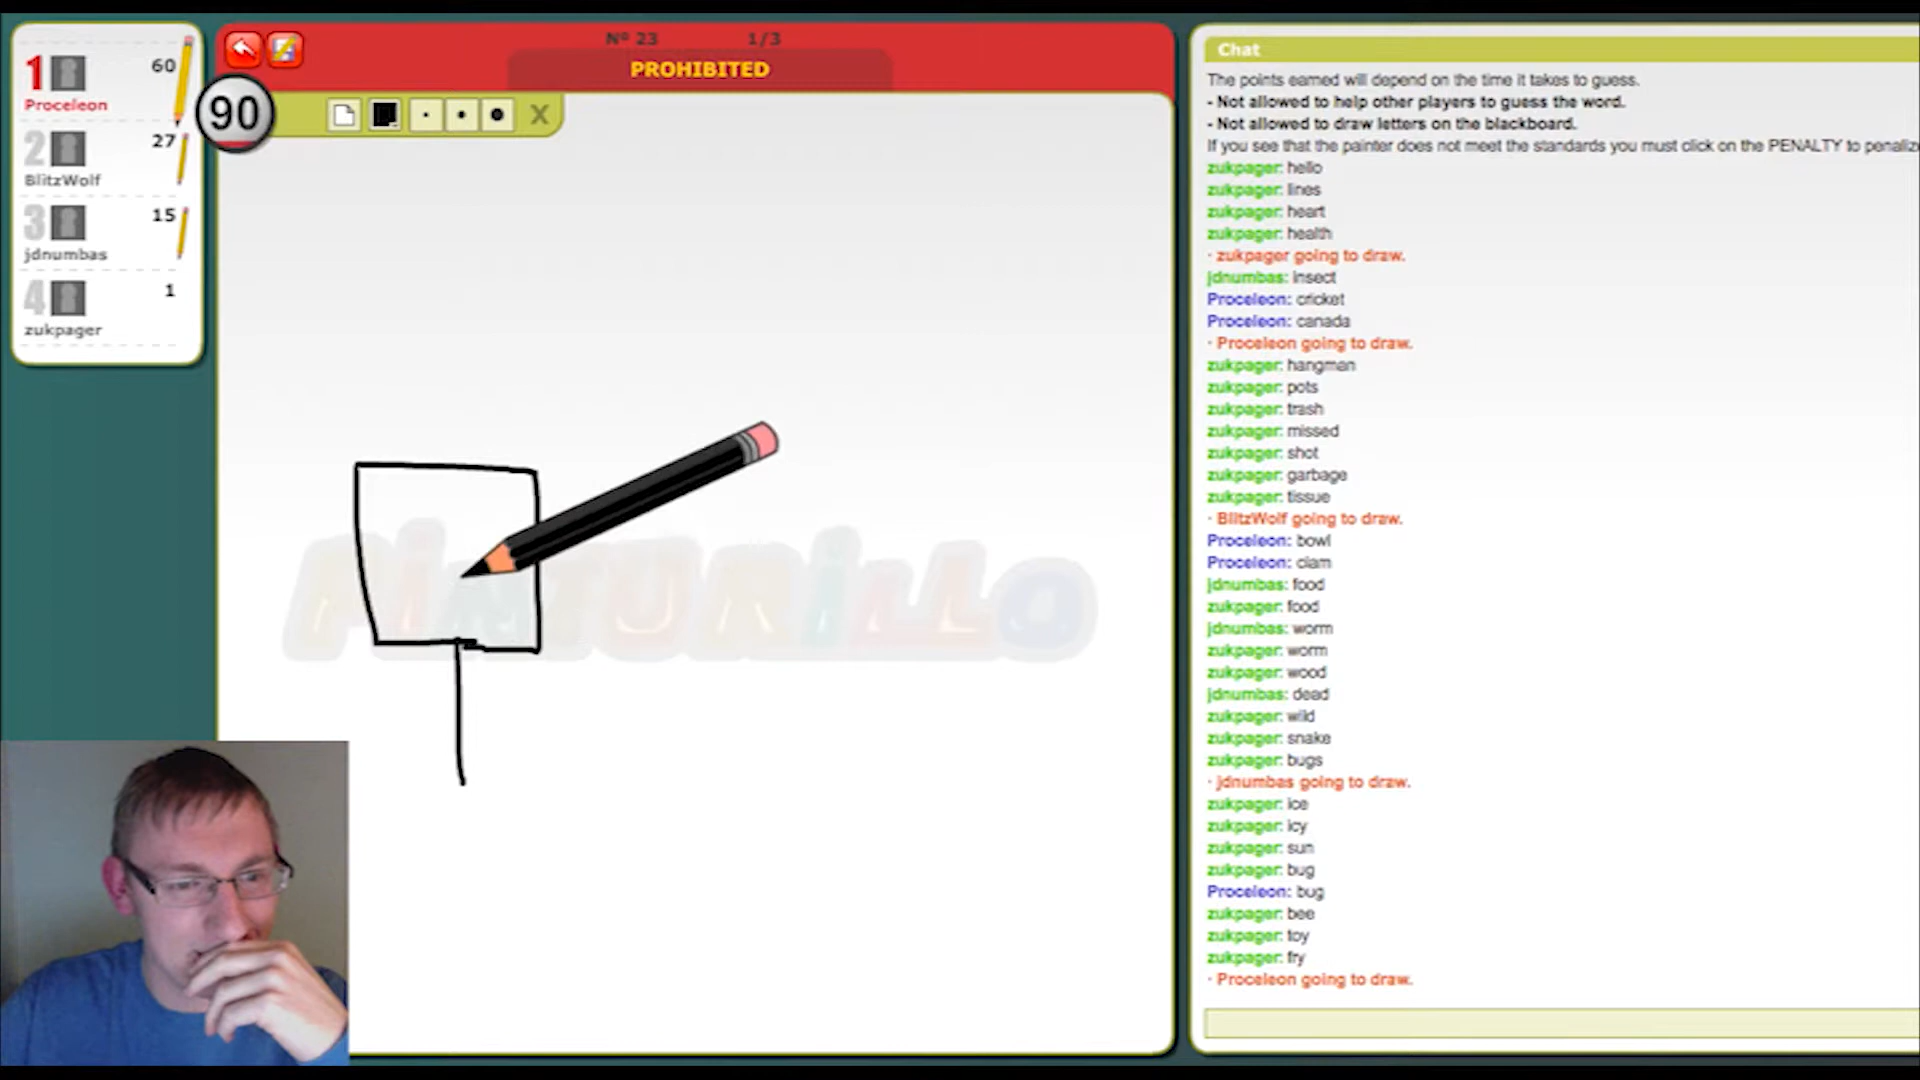 1
60
Proceleon
2
27
BlitzWolf
3
15
jdnumbas
4
1
zukpager
Nº 23 1/3
PROHIBITED
90
X
PINTURILLO
Chat
The points earned will depend on the time it takes to guess.
- Not allowed to help other players to guess the word.
- Not allowed to draw letters on the blackboard.
If you see that the painter does not meet the standards you must click on the PENALTY to penalize
zukpager: hello
zukpager: lines
zukpager: heart
zukpager: health
· zukpager going to draw.
jdnumbas: insect
Proceleon: cricket
Proceleon: canada
· Proceleon going to draw.
zukpager: hangman
zukpager: pots
zukpager: trash
zukpager: missed
zukpager: shot
zukpager: garbage
zukpager: tissue
· BlitzWolf going to draw.
Proceleon: bowl
Proceleon: clam
jdnumbas: food
zukpager: food
jdnumbas: worm
zukpager: worm
zukpager: wood
jdnumbas: dead
zukpager: wild
zukpager: snake
zukpager: bugs
· jdnumbas going to draw.
zukpager: ice
zukpager: icy
zukpager: sun
zukpager: bug
Proceleon: bug
zukpager: bee
zukpager: toy
zukpager: fry
· Proceleon going to draw.